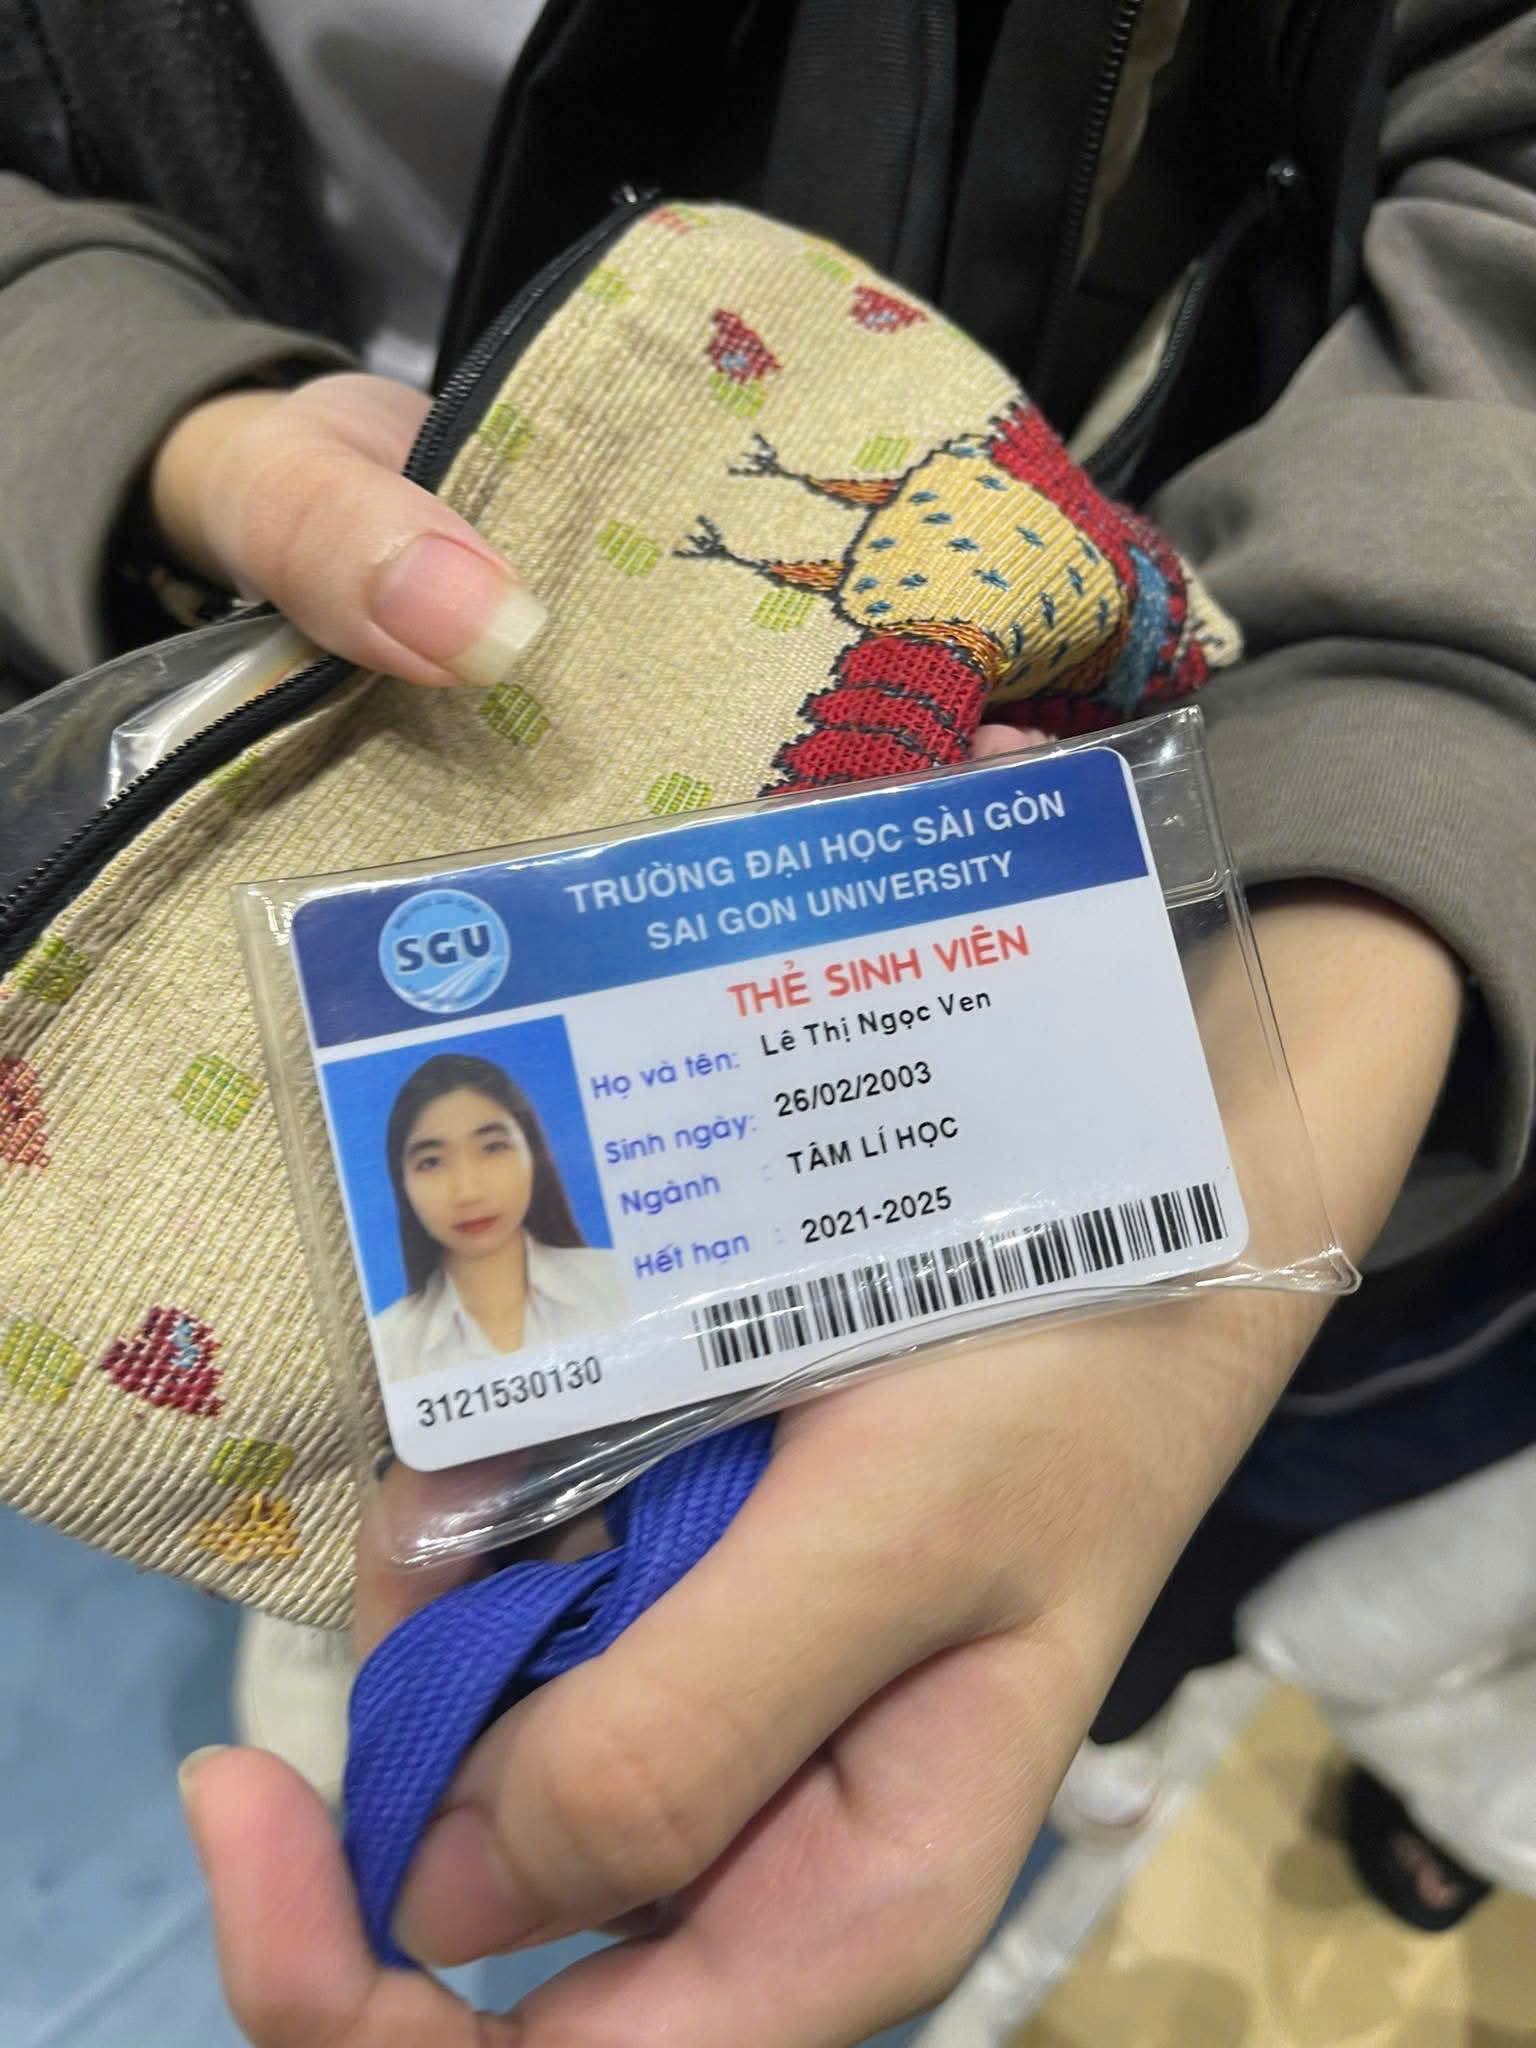 TRƯỜNG ĐẠI HỌC SÀI GÒN
SAI GON UNIVERSITY
SGU
THẺ SINH VIÊN
Họ và tên: Lê Thị Ngọc Ven
Sinh ngày: 26/02/2003
Ngành : TÂM LÍ HỌC
Hết hạn : 2021-2025
3121530130